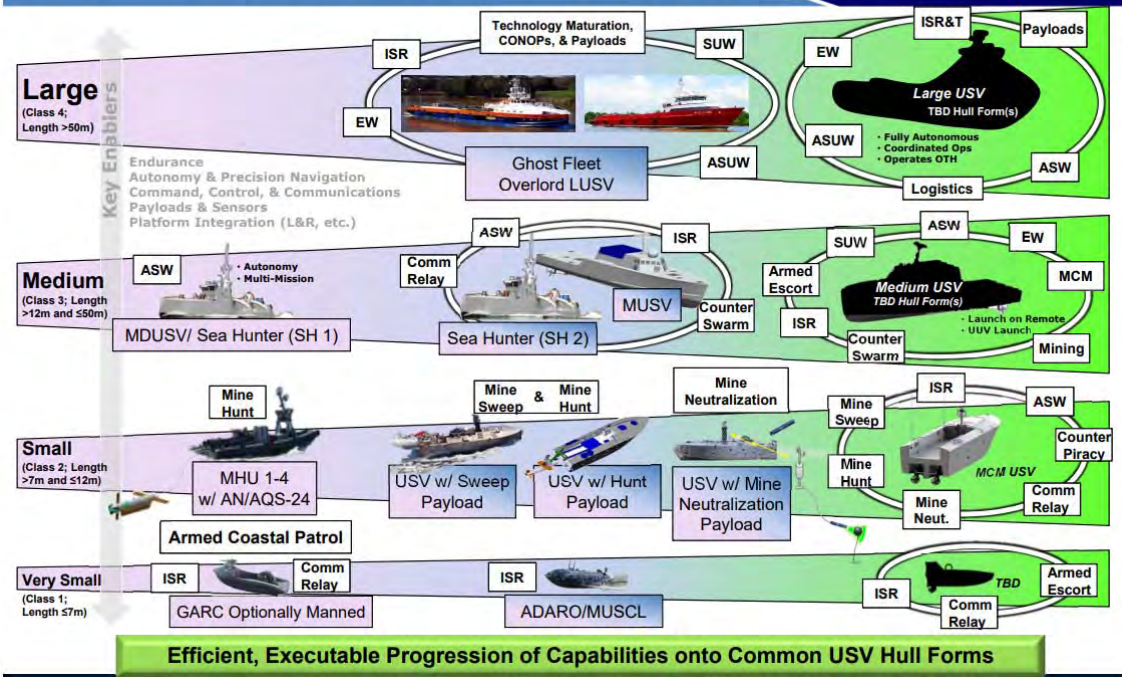 Technology Maturation,
CONOPs, & Payloads
ISR
SUW
EW
ASUW
Ghost Fleet
Overlord LUSV
Large
(Class 4;
Length >50m)
ISR&T
Payloads
EW
Large USV
TBD Hull Form(s)
ASUW
• Fully Autonomous
• Coordinated Ops
• Operates OTH
ASW
Logistics
Key Enablers
Endurance
Autonomy & Precision Navigation
Command, Control, & Communications
Payloads & Sensors
Platform Integration (L&R, etc.)
Medium
(Class 3; Length
>12m and ≤50m)
ASW
• Autonomy
• Multi-Mission
MDUSV/ Sea Hunter (SH 1)
ASW
ISR
Comm
Relay
MUSV
Counter
Swarm
Sea Hunter (SH 2)
ASW
SUW
EW
Armed
Escort
MCM
Medium USV
TBD Hull Form(s)
ISR
• Launch on Remote
• UUV Launch
Counter
Swarm
Mining
Small
(Class 2; Length
>7m and ≤12m)
Mine
Hunt
MHU 1-4
w/ AN/AQS-24
Mine
Sweep
&
Mine
Hunt
USV w/ Sweep
Payload
USV w/ Hunt
Payload
Mine
Neutralization
USV w/ Mine
Neutralization
Payload
ISR
Mine
Sweep
ASW
Counter
Piracy
Mine
Hunt
MCM USV
Comm
Relay
Mine
Neut.
Very Small
(Class 1;
Length ≤7m)
Armed Coastal Patrol
ISR
Comm
Relay
GARC Optionally Manned
ISR
ADARO/MUSCL
ISR
TBD
Armed
Escort
Comm
Relay
Efficient, Executable Progression of Capabilities onto Common USV Hull Forms